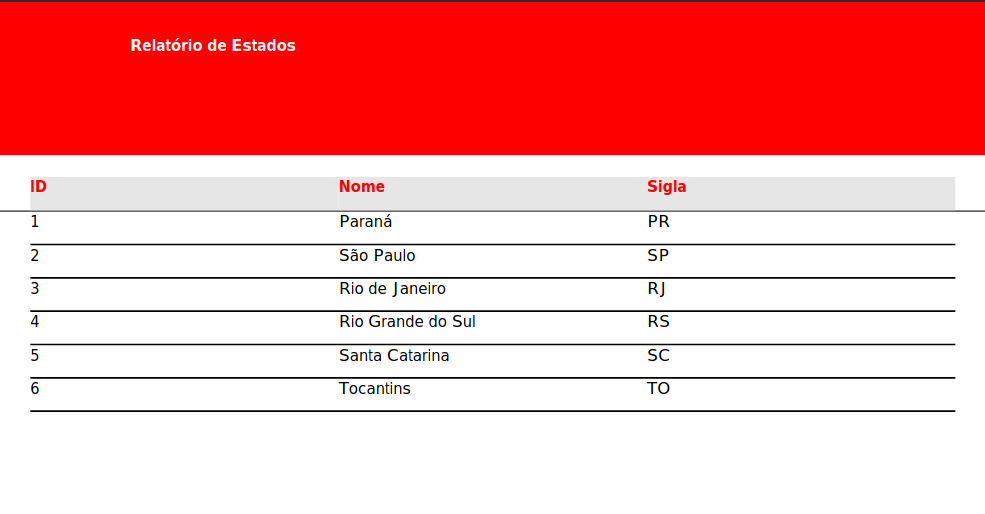 Relatório de Estados
ID Nome Sigla
1 Paraná PR
2 São Paulo SP
3 Rio de Janeiro RJ
4 Rio Grande do Sul RS
5 Santa Catarina SC
6 Tocantins TO